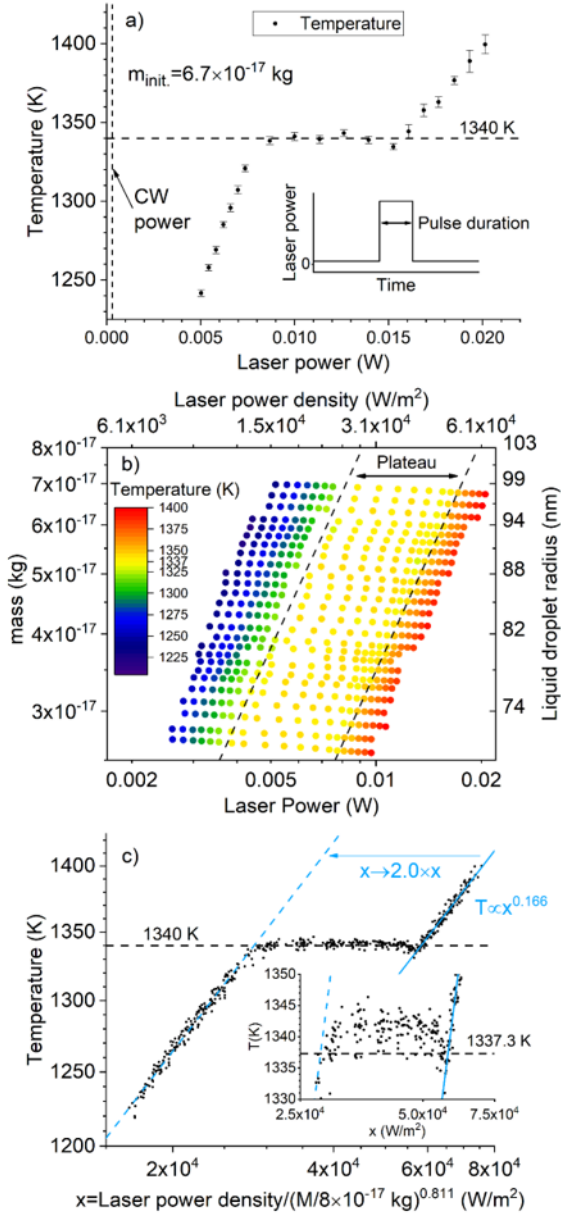 a)
Temperature
m_init.=6.7×10^-17 kg
1340 K
CW
power
Laser power
0
Pulse duration
Time
Temperature (K)
1400
1350
1300
1250
0.000 0.005 0.010 0.015 0.020
Laser power (W)
Laser power density (W/m²)
6.1×10³ 1.5×10⁴ 3.1×10⁴ 6.1×10⁴
b)
Plateau
Temperature (K)
1400
1375
1350
1337
1325
1300
1275
1250
1225
mass (kg)
8x10^-17
7x10^-17
6x10^-17
5x10^-17
4x10^-17
3x10^-17
103
99
94
88
82
74
Liquid droplet radius (nm)
0.002 0.005 0.01 0.02
Laser Power (W)
c)
x→2.0×x
T∝x^0.166
1340 K
Temperature (K)
1400
1350
1300
1250
1200
T(K)
1350
1345
1340
1335
1330
1337.3 K
2.5x10⁴ 5.0x10⁴ 7.5x10⁴
x (W/m²)
2x10⁴ 4x10⁴ 6x10⁴ 8x10⁴
x=Laser power density/(M/8×10^-17 kg)^0.811 (W/m²)